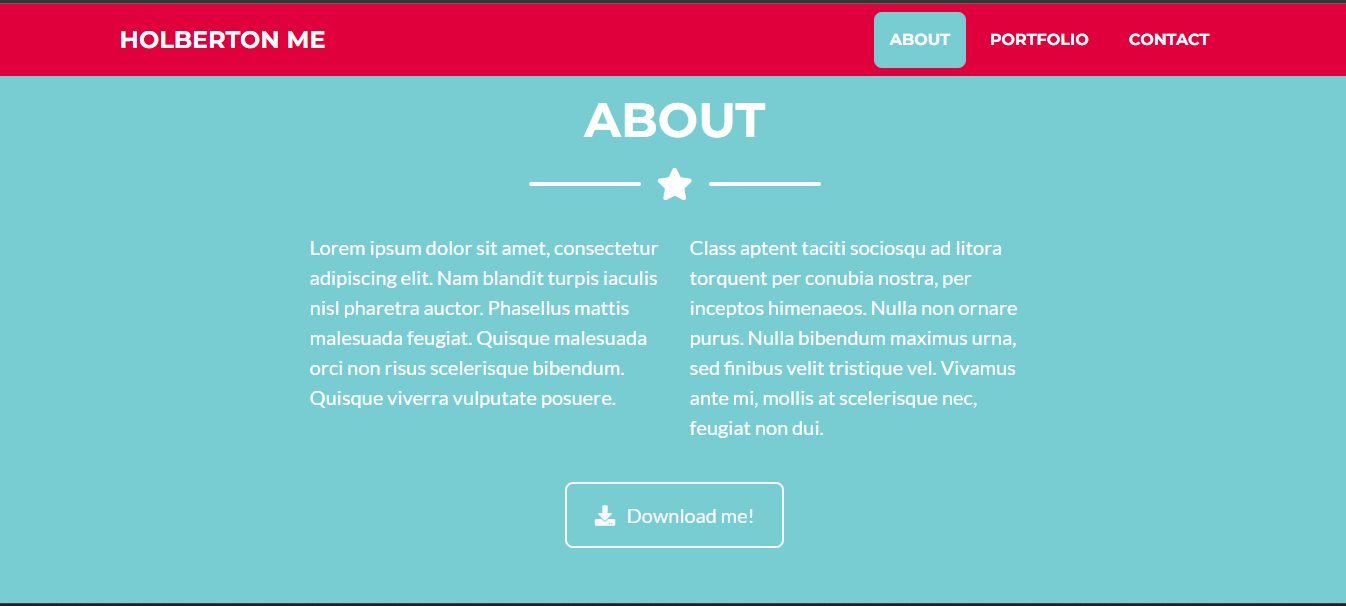 HOLBERTON ME
ABOUT
PORTFOLIO
CONTACT
ABOUT
Lorem ipsum dolor sit amet, consectetur
adipiscing elit. Nam blandit turpis iaculis
nisl pharetra auctor. Phasellus mattis
malesuada feugiat. Quisque malesuada
orci non risus scelerisque bibendum.
Quisque viverra vulputate posuere.
Class aptent taciti sociosqu ad litora
torquent per conubia nostra, per
inceptos himenaeos. Nulla non ornare
purus. Nulla bibendum maximus urna,
sed finibus velit tristique vel. Vivamus
ante mi, mollis at scelerisque nec,
feugiat non dui.
Download me!